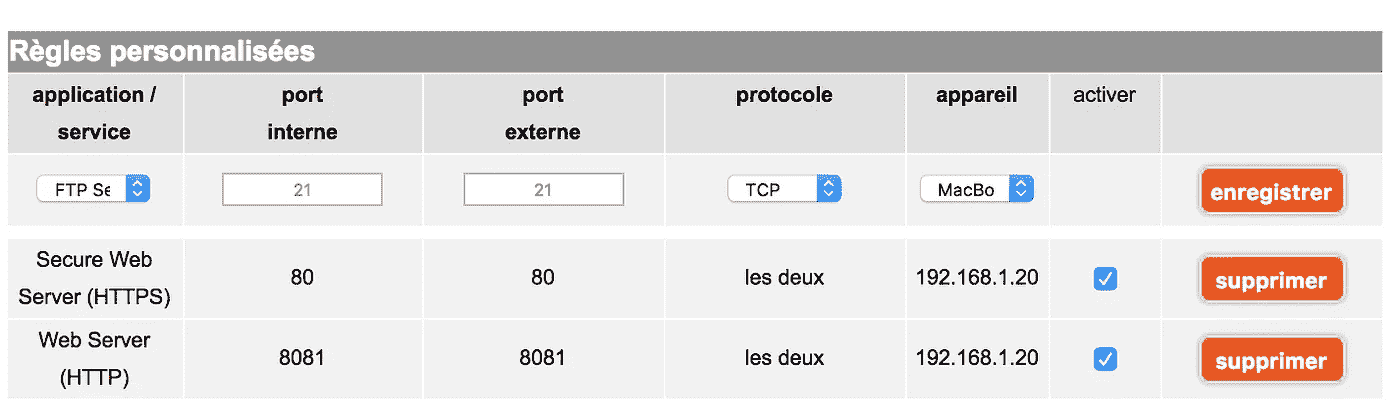 Règles personnalisées
application / service
port interne
port externe
protocole
appareil
activer
FTP Se
21
21
TCP
MacBo
enregistrer
Secure Web Server (HTTPS)
80
80
les deux
192.168.1.20
supprimer
Web Server (HTTP)
8081
8081
les deux
192.168.1.20
supprimer